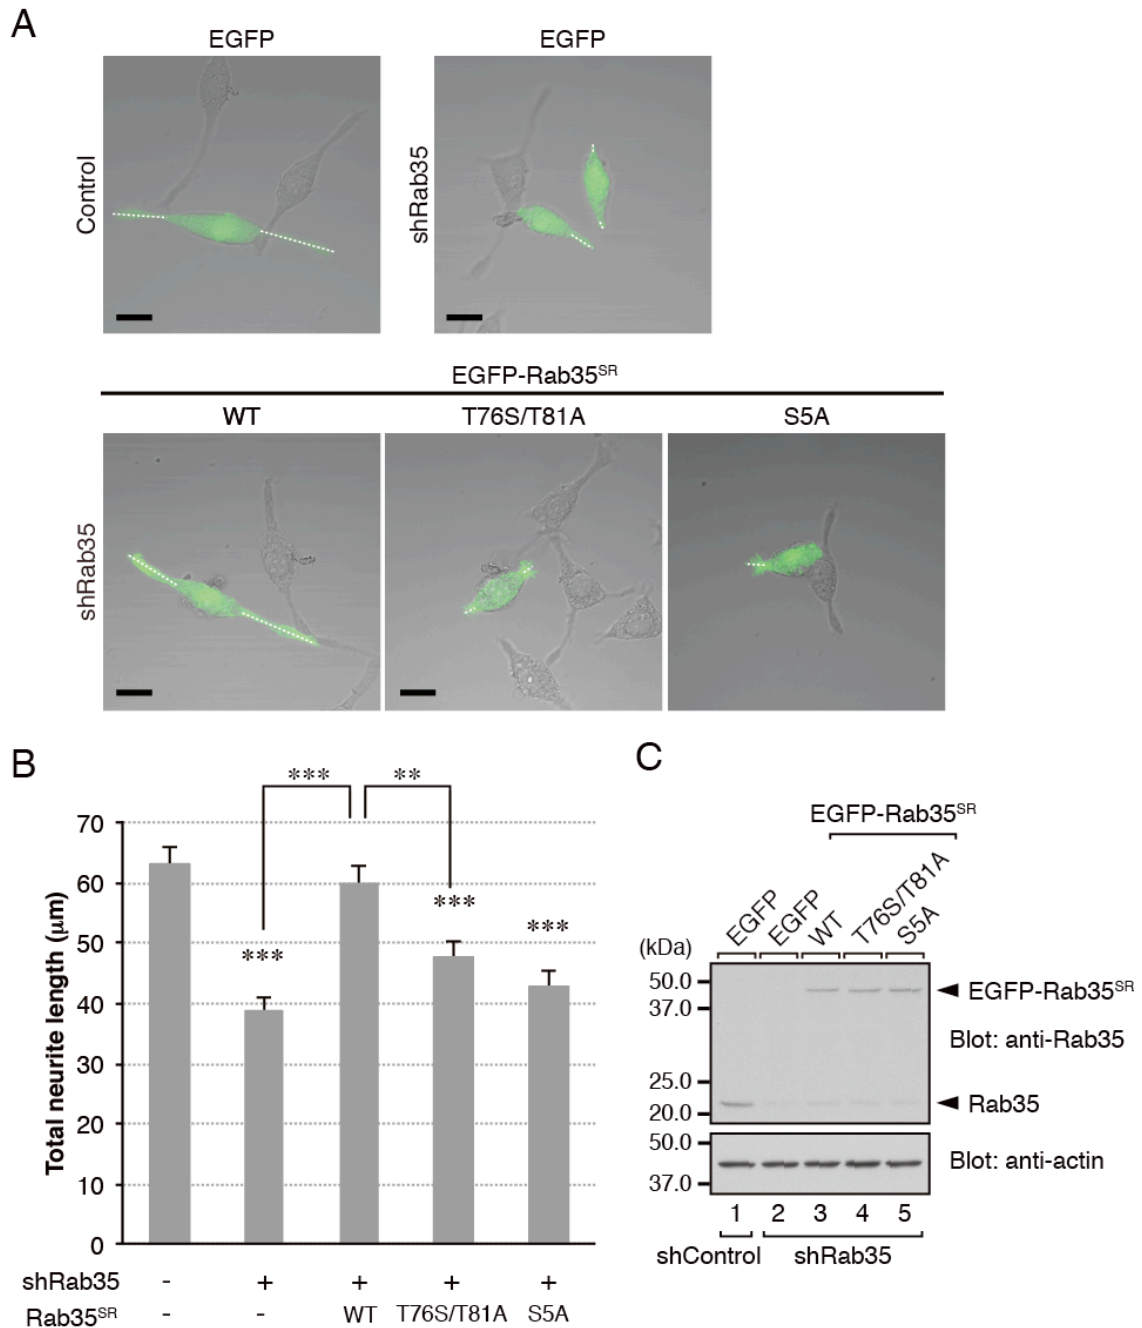 A
EGFP
EGFP
Control
shRab35
EGFP-Rab35SR
WT
T76S/T81A
S5A
shRab35
B
***
**
70
60
50
40
30
20
10
0
Total neurite length (μm)
***
***
***
shRab35 - + + + +
Rab35SR - - WT T76S/T81A S5A
C
EGFP-Rab35SR
EGFP
EGFP
WT
T76S/T81A
S5A
(kDa)
50.0
37.0
25.0
20.0
EGFP-Rab35SR
Blot: anti-Rab35
Rab35
50.0
37.0
Blot: anti-actin
1 2 3 4 5
shControl
shRab35